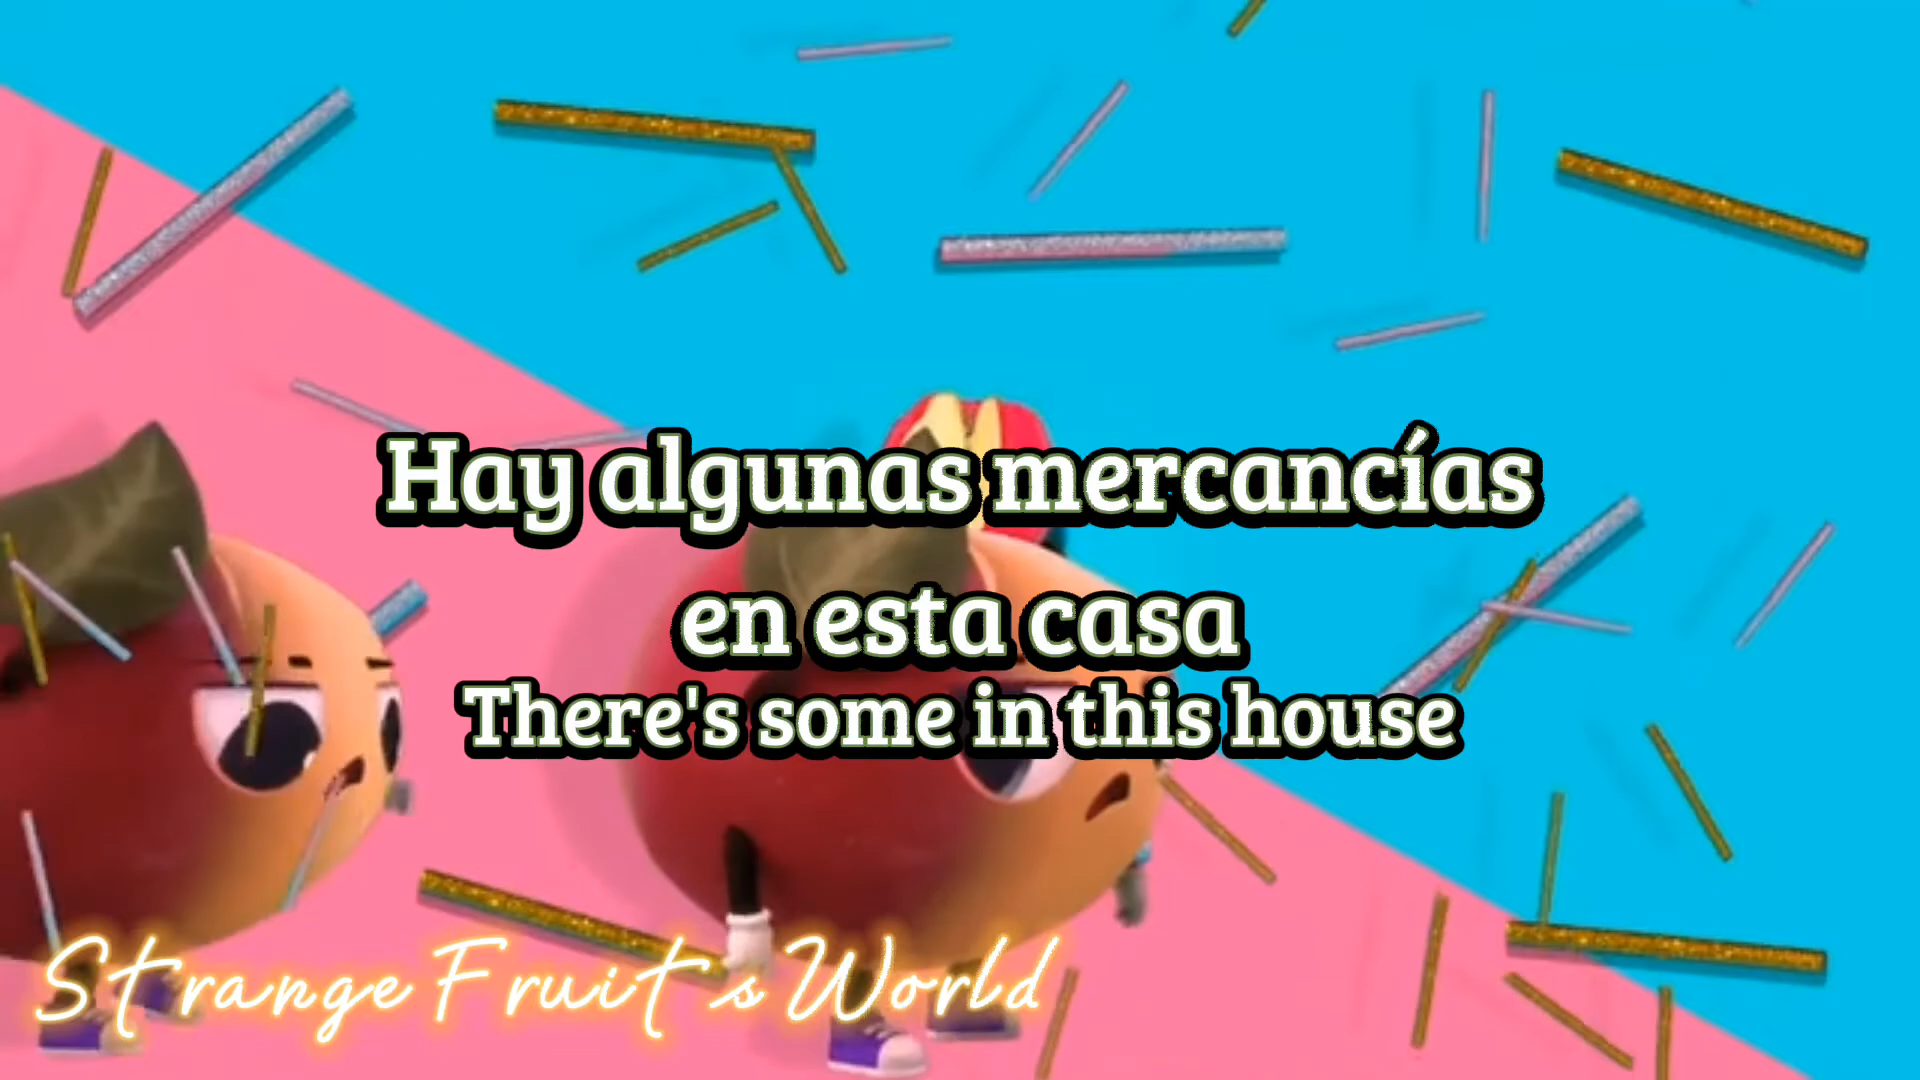 Hay algunas mercancías
en esta casa
There's some in this house
Strange Fruit's World